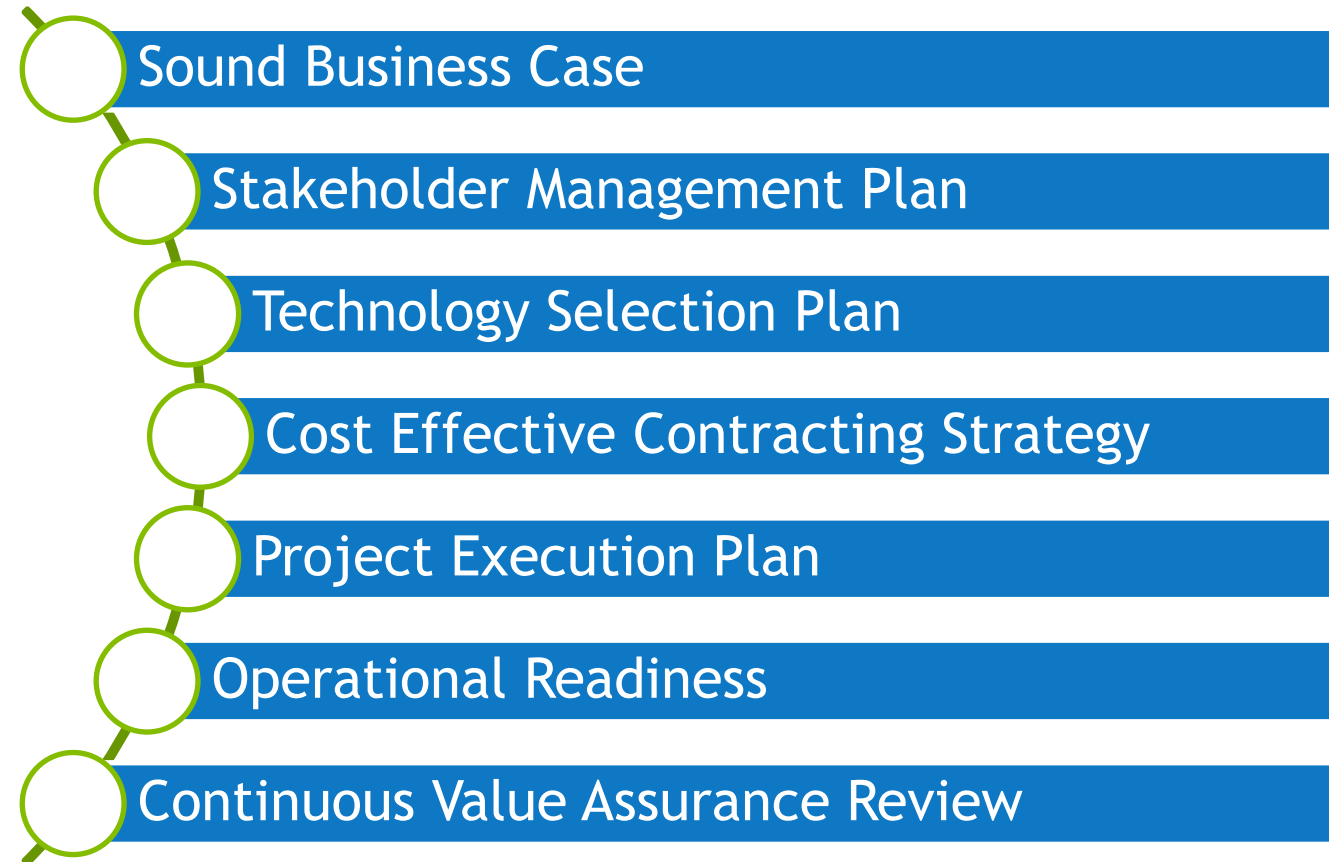 Sound Business Case
Stakeholder Management Plan
Technology Selection Plan
Cost Effective Contracting Strategy
Project Execution Plan
Operational Readiness
Continuous Value Assurance Review